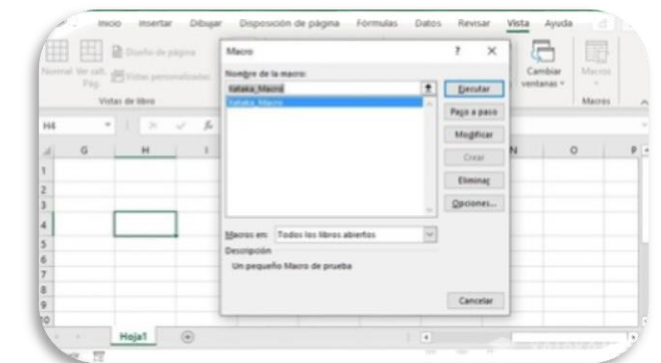 Inicio Insertar Dibujar Disposición de página Fórmulas Datos Revisar Vista Ayuda
Normal Ver salt. Pág.
Diseño de página
Vistas personalizadas
Vistas de libro
Cambiar ventanas
Macros
Macros
Macro ? X
Nombre de la macro:
Xataka_Macro
Xataka_Macro
Ejecutar
Paso a paso
Modificar
Crear
Eliminar
Opciones...
Macros en: Todos los libros abiertos
Descripción
Un pequeño Macro de prueba
Cancelar
H4
fx
G H I N O P
1
2
3
4
5
6
7
8
9
10
Hoja1